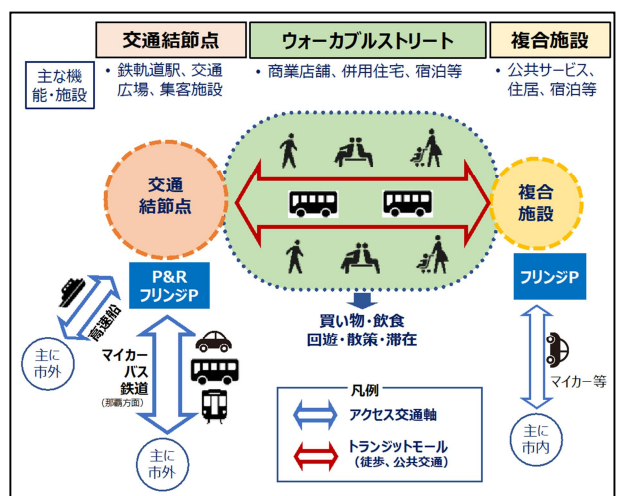 交通結節点
ウォーカブルストリート
複合施設
主な機
能・施設
・鉄軌道駅、交通
広場、集客施設
・商業店舗、併用住宅、宿泊等
・公共サービス、
住居、宿泊等
交通
結節点
複合
施設
P&R
フリンジP
フリンジP
高速船
買い物・飲食
回遊・散策・滞在
主に
市外
マイカー
バス
鉄道
(那覇方面)
マイカー等
凡例
アクセス交通軸
トランジットモール
(徒歩、公共交通)
主に
市外
主に
市内